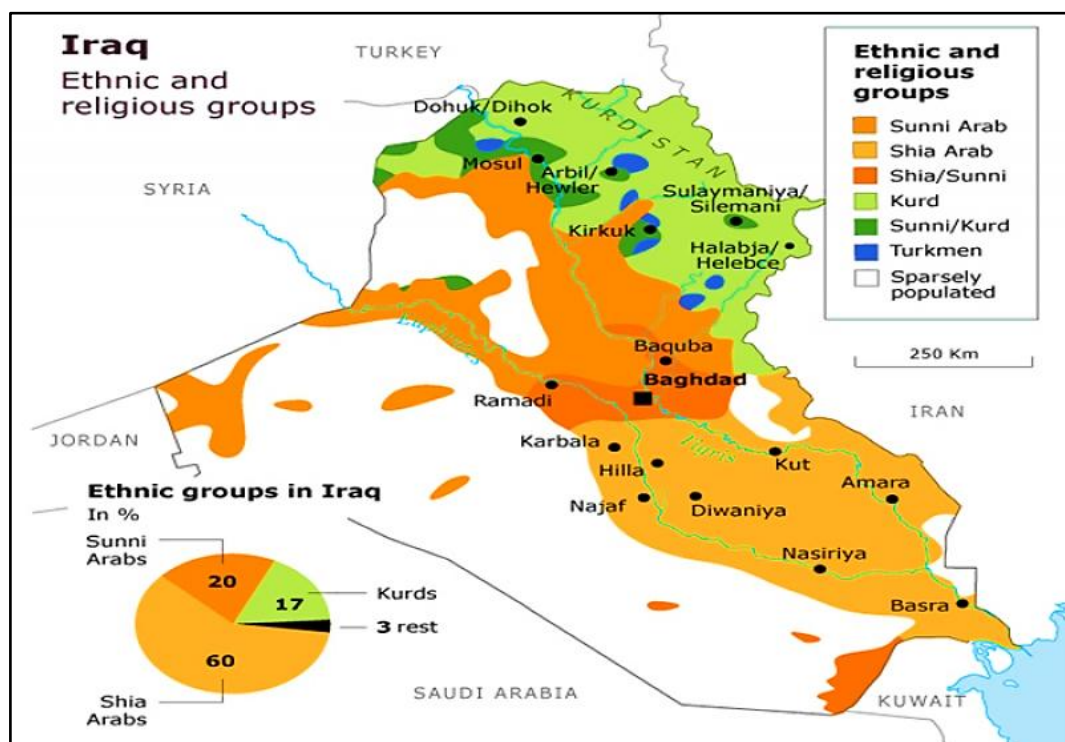 Iraq
Ethnic and
religious groups
TURKEY
SYRIA
JORDAN
SAUDI ARABIA
KUWAIT
IRAN
KURDISTAN
Dohuk/Dihok
Mosul
Arbil/
Hewler
Sulaymaniya/
Silemani
Kirkuk
Halabja/
Helebce
Euphrates
Baquba
Baghdad
Ramadi
Tigris
Karbala
Hilla
Kut
Najaf
Diwaniya
Amara
Nasiriya
Basra
Ethnic and
religious
groups
Sunni Arab
Shia Arab
Shia/Sunni
Kurd
Sunni/Kurd
Turkmen
Sparsely
populated
250 Km
Ethnic groups in Iraq
In %
Sunni
Arabs
20
17
Kurds
3 rest
60
Shia
Arabs